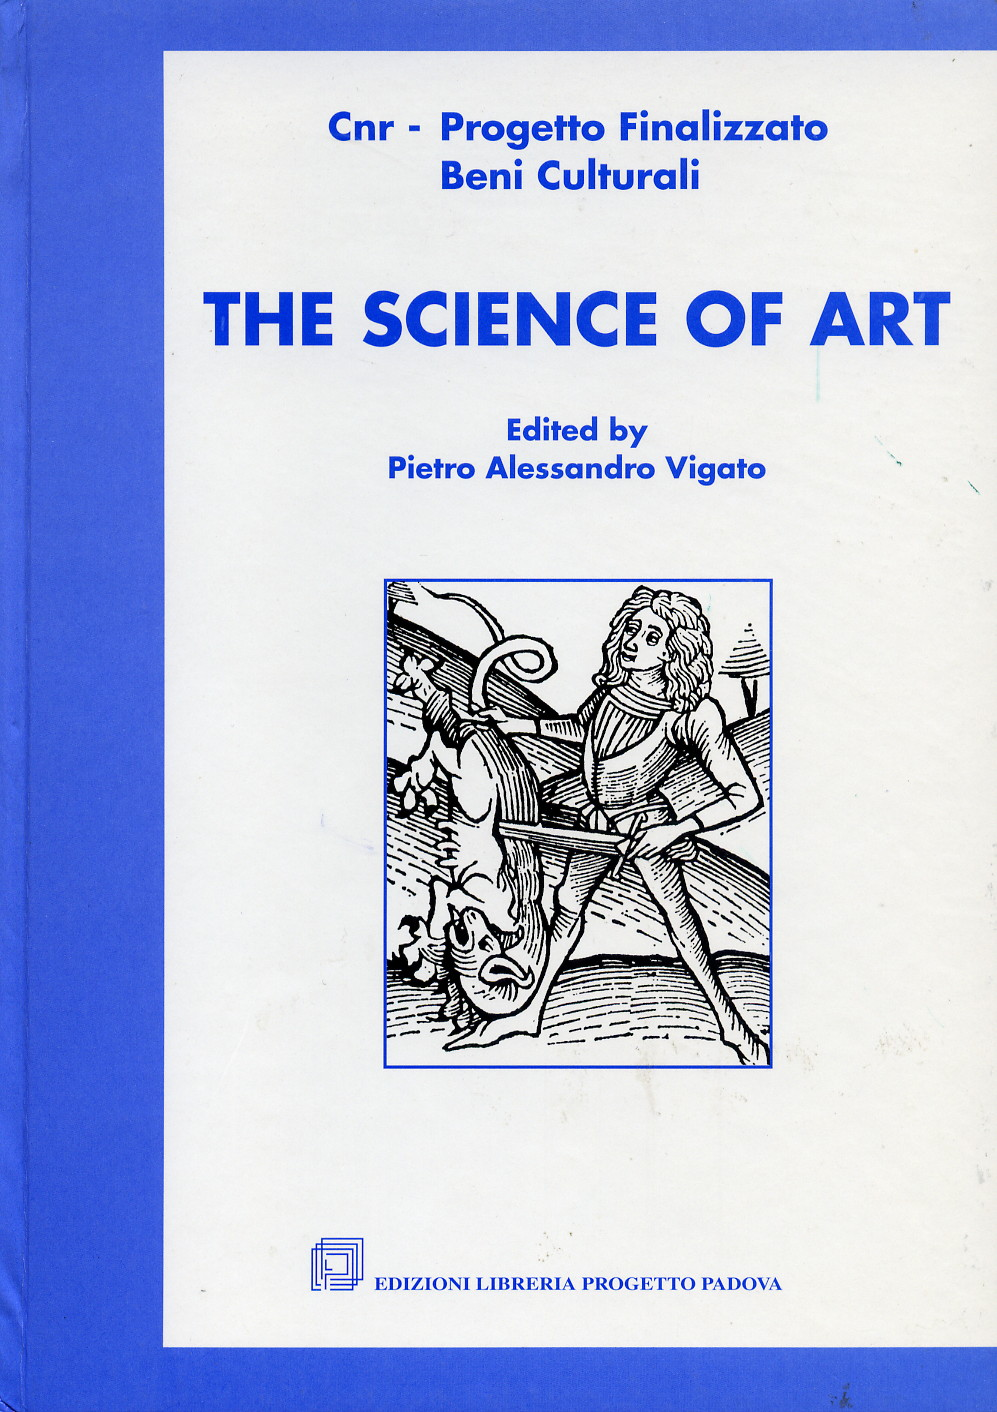 Cnr - Progetto Finalizzato
Beni Culturali
THE SCIENCE OF ART
Edited by
Pietro Alessandro Vigato
EDIZIONI LIBRERIA PROGETTO PADOVA